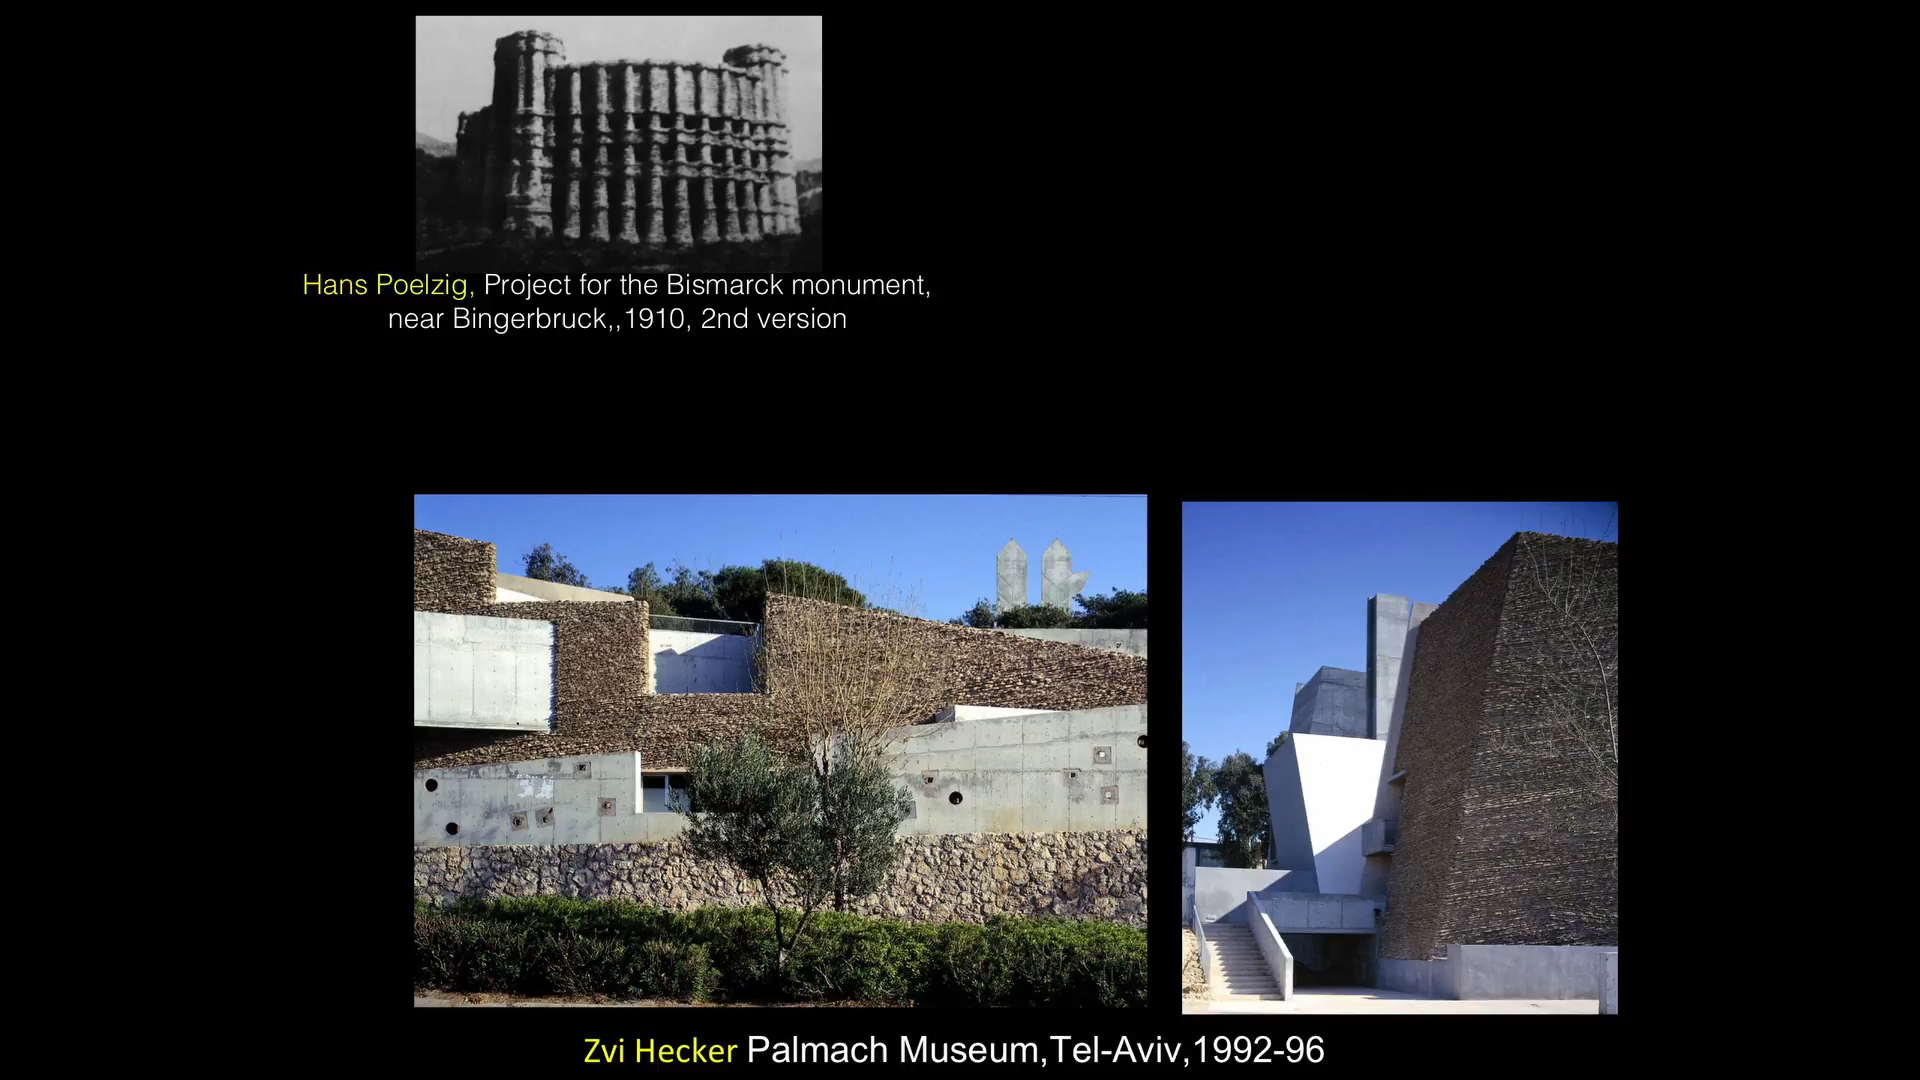 Hans Poelzig, Project for the Bismarck monument,
near Bingerbruck,,1910, 2nd version
Zvi Hecker Palmach Museum,Tel-Aviv,1992-96